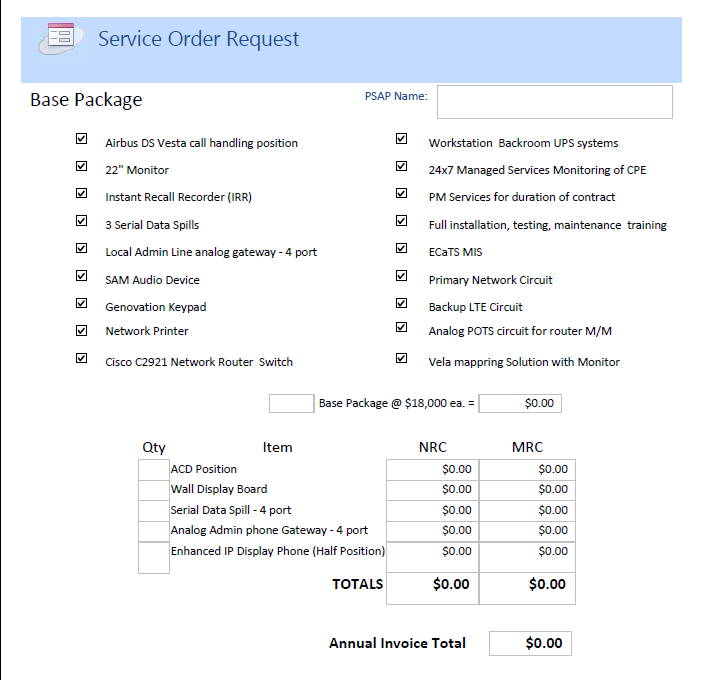 Service Order Request
Base Package
PSAP Name:
Airbus DS Vesta call handling position
22" Monitor
Instant Recall Recorder (IRR)
3 Serial Data Spills
Local Admin Line analog gateway - 4 port
SAM Audio Device
Genovation Keypad
Network Printer
Cisco C2921 Network Router Switch
Workstation Backroom UPS systems
24x7 Managed Services Monitoring of CPE
PM Services for duration of contract
Full installation, testing, maintenance training
ECaTS MIS
Primary Network Circuit
Backup LTE Circuit
Analog POTS circuit for router M/M
Vela mappring Solution with Monitor
Base Package @ $18,000 ea. = $0.00
Qty Item NRC MRC
ACD Position $0.00 $0.00
Wall Display Board $0.00 $0.00
Serial Data Spill - 4 port $0.00 $0.00
Analog Admin phone Gateway - 4 port $0.00 $0.00
Enhanced IP Display Phone (Half Position) $0.00 $0.00
TOTALS $0.00 $0.00
Annual Invoice Total $0.00